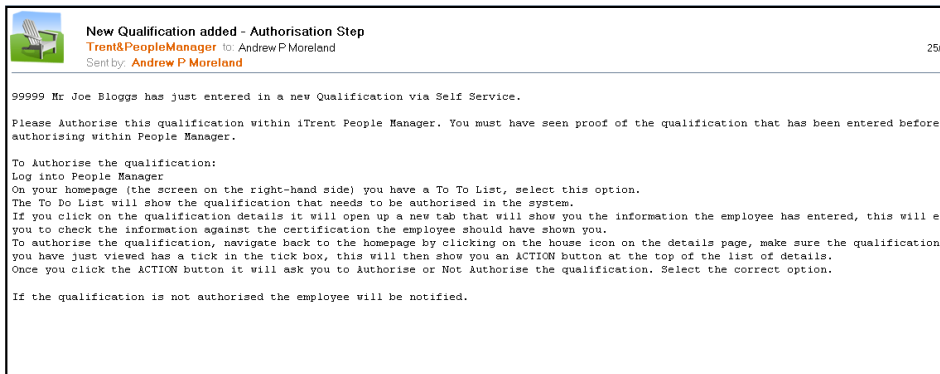 New Qualification added - Authorisation Step
Trent&PeopleManager to: Andrew P Moreland 25/
Sent by: Andrew P Moreland
99999 Mr Joe Bloggs has just entered in a new Qualification via Self Service.
Please Authorise this qualification within iTrent People Manager. You must have seen proof of the qualification that has been entered before
authorising within People Manager.
To Authorise the qualification:
Log into People Manager
On your homepage (the screen on the right-hand side) you have a To To List, select this option.
The To Do List will show the qualification that needs to be authorised in the system.
If you click on the qualification details it will open up a new tab that will show you the information the employee has entered, this will e
you to check the information against the certification the employee should have shown you.
To authorise the qualification, navigate back to the homepage by clicking on the house icon on the details page, make sure the qualification
you have just viewed has a tick in the tick box, this will then show you an ACTION button at the top of the list of details.
Once you click the ACTION button it will ask you to Authorise or Not Authorise the qualification. Select the correct option.
If the qualification is not authorised the employee will be notified.